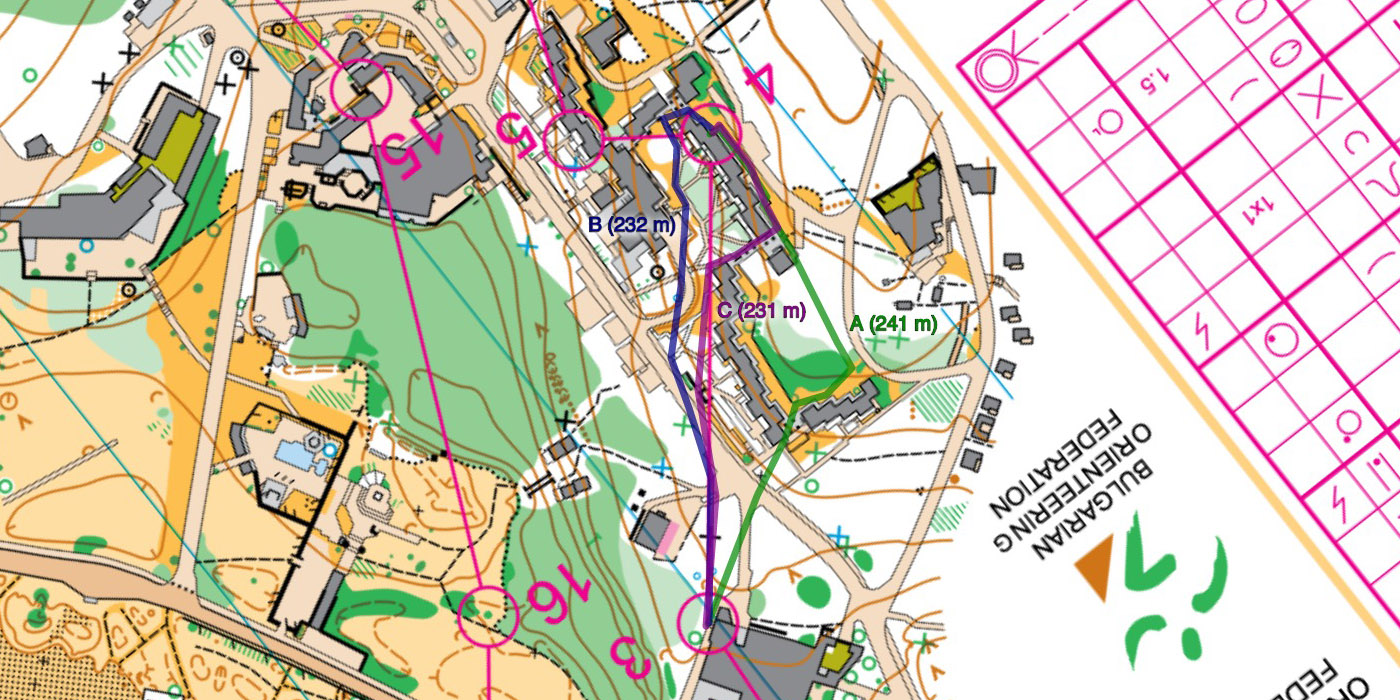 15
5
4
B (232 m)
C (231 m)
A (241 m)
16
3
1.5
1x1
BULGARIAN
ORIENTEERING
FEDERATION